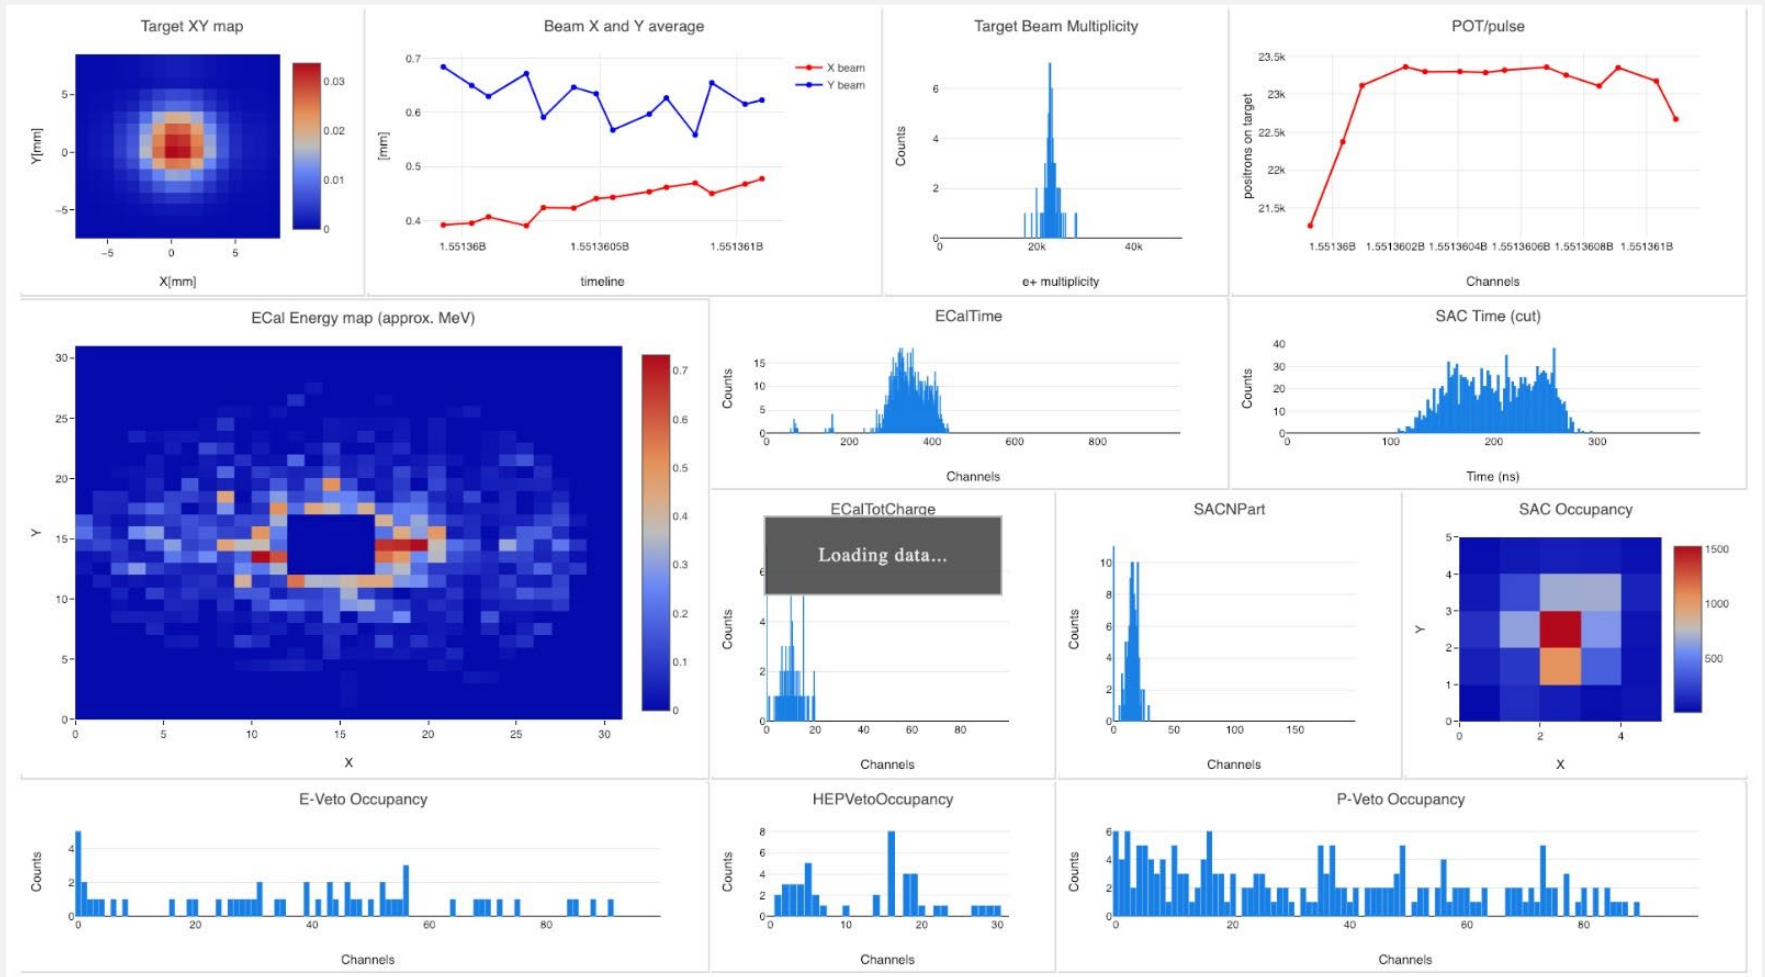 Target XY map
5
0
−5
−5
0
5
Y[mm]
X[mm]
0.03
0.02
0.01
0
Beam X and Y average
0.7
0.6
0.5
0.4
[mm]
1.55136B
1.5513605B
1.551361B
timeline
X beam
Y beam
Target Beam Multiplicity
6
4
2
0
Counts
0
20k
40k
e+ multiplicity
POT/pulse
23.5k
23k
22.5k
22k
21.5k
positrons on target
1.55136B
1.5513602B
1.5513604B
1.5513606B
1.5513608B
1.551361B
Channels
ECal Energy map (approx. MeV)
30
25
20
15
10
5
0
Y
0
5
10
15
20
25
30
X
0.7
0.6
0.5
0.4
0.3
0.2
0.1
0
ECalTime
15
10
5
0
Counts
0
200
400
600
800
Channels
SAC Time (cut)
40
30
20
10
0
Counts
0
100
200
300
Time (ns)
ECalTotCharge
Loading data...
6
4
2
0
Counts
0
20
40
60
80
Channels
SACNPart
10
8
6
4
2
0
Counts
0
50
100
150
Channels
SAC Occupancy
5
4
3
2
1
0
Y
0
2
4
X
1500
1000
500
E-Veto Occupancy
4
2
0
Counts
0
20
40
60
80
Channels
HEPVetoOccupancy
8
6
4
2
0
Counts
0
10
20
30
Channels
P-Veto Occupancy
6
4
2
0
Counts
0
20
40
60
80
Channels